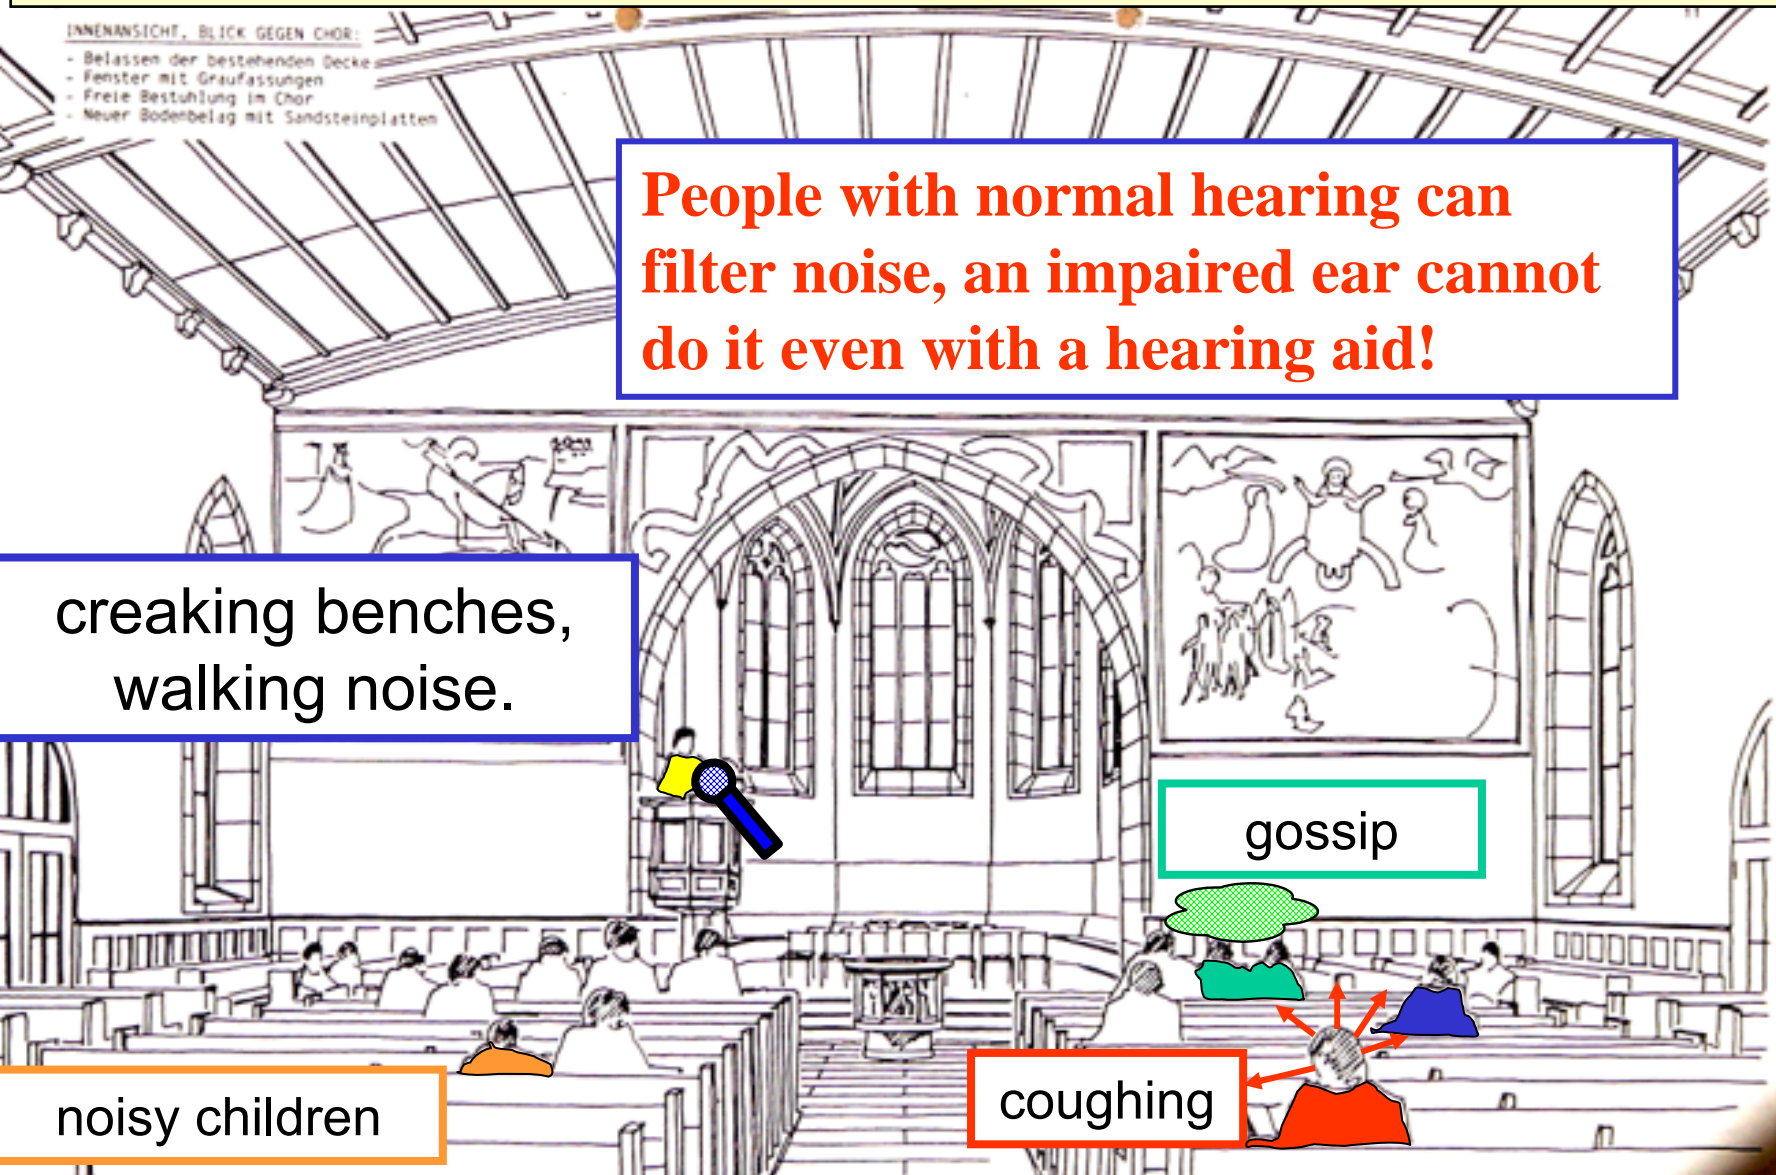 11
INNENANSICHT, BLICK GEGEN CHOR:
- Belassen der bestehenden Decke
- Fenster mit Graufassungen
- Freie Bestuhlung im Chor
- Neuer Bodenbelag mit Sandsteinplatten
People with normal hearing can
filter noise, an impaired ear cannot
do it even with a hearing aid!
creaking benches,
walking noise.
gossip
coughing
noisy children